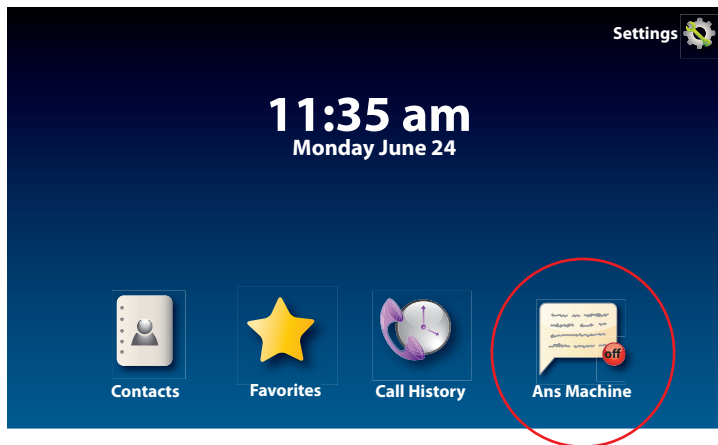 Settings
11:35 am
Monday June 24
off
Contacts
Favorites
Call History
Ans Machine